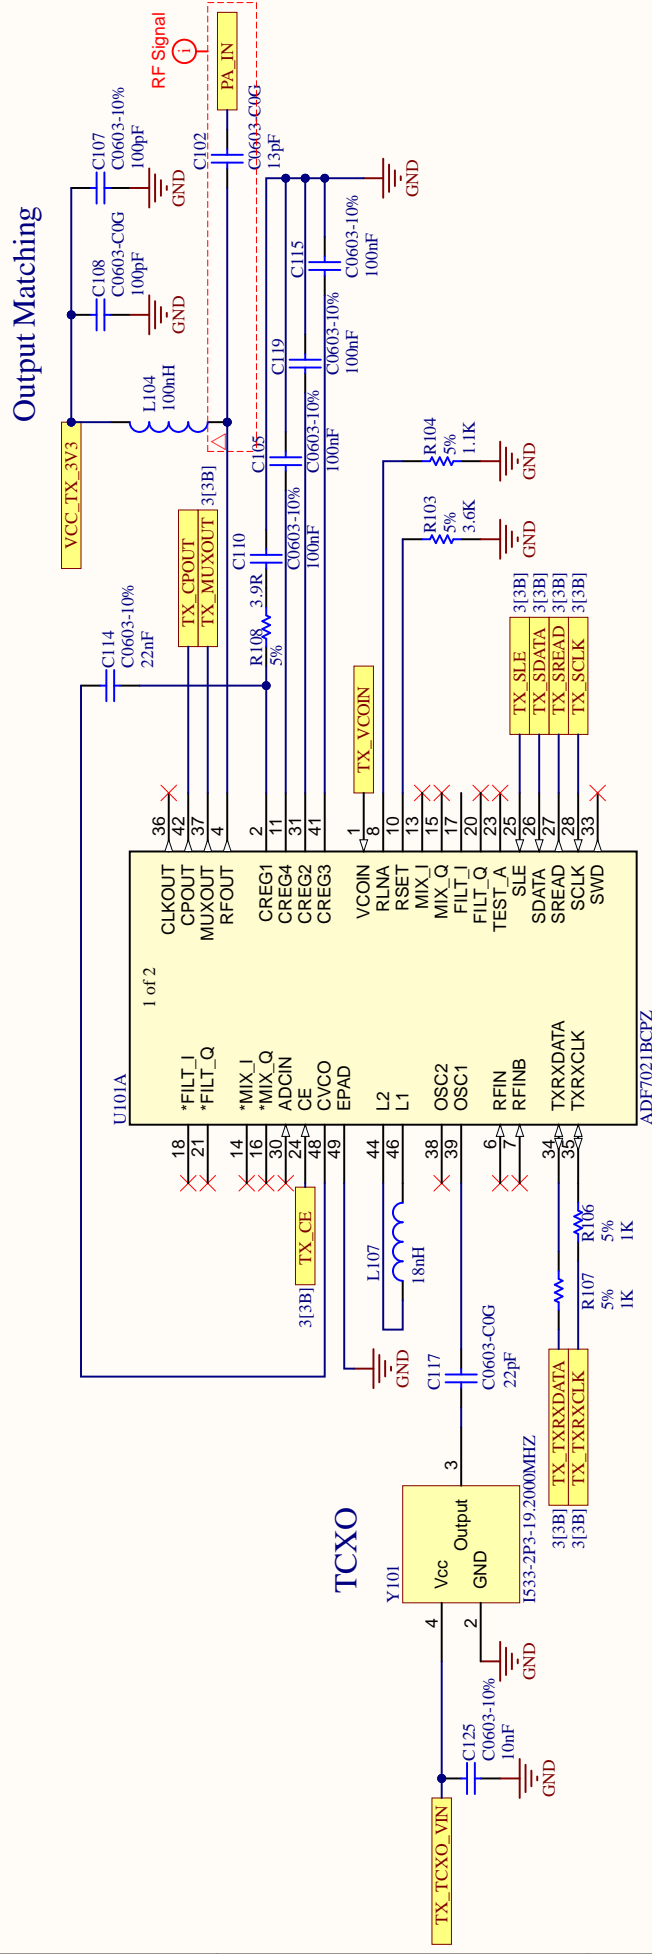 Output Matching
VCC_TX_3V3
C108
C0603-C0G
100pF
GND
C107
C0603-10%
100pF
GND
L104
100nH
RF Signal
i
C102
C0603-C0G
13pF
PA_IN
C114
C0603-10%
22nF
TX_CPOUT
TX_MUXOUT
3[3B]
R108
3.9R
5%
C110
C0603-10%
100nF
C105
C0603-10%
100nF
C119
C0603-10%
100nF
C115
C0603-10%
100nF
GND
TX_VCOIN
R104
5%
1.1K
GND
R103
5%
3.6K
GND
TX_SLE
3[3B]
TX_SDATA
3[3B]
TX_SREAD
3[3B]
TX_SCLK
3[3B]
U101A
1 of 2
18
*FILT_I
21
*FILT_Q
14
*MIX_I
16
*MIX_Q
30
ADCIN
24
CE
48
CVCO
49
EPAD
44
L2
46
L1
38
OSC2
39
OSC1
6
RFIN
7
RFINB
34
TXRXDATA
35
TXRXCLK
CLKOUT
36
CPOUT
42
MUXOUT
37
RFOUT
4
CREG1
2
CREG4
11
CREG2
31
CREG3
41
VCOIN
1
RLNA
8
RSET
10
MIX_I
13
MIX_Q
15
FILT_I
17
FILT_Q
20
TEST_A
23
SLE
25
SDATA
26
SREAD
27
SCLK
28
SWD
33
ADF7021BCPZ
3[3B]
TX_CE
GND
L107
18nH
C117
C0603-C0G
22pF
R107
5%
1K
R106
5%
1K
3[3B]
TX_TXRXDATA
3[3B]
TX_TXRXCLK
TCXO
Y101
Vcc
4
GND
2
Output
3
I533-2P3-19.2000MHZ
GND
TX_TCXO_VIN
C125
C0603-10%
10nF
GND